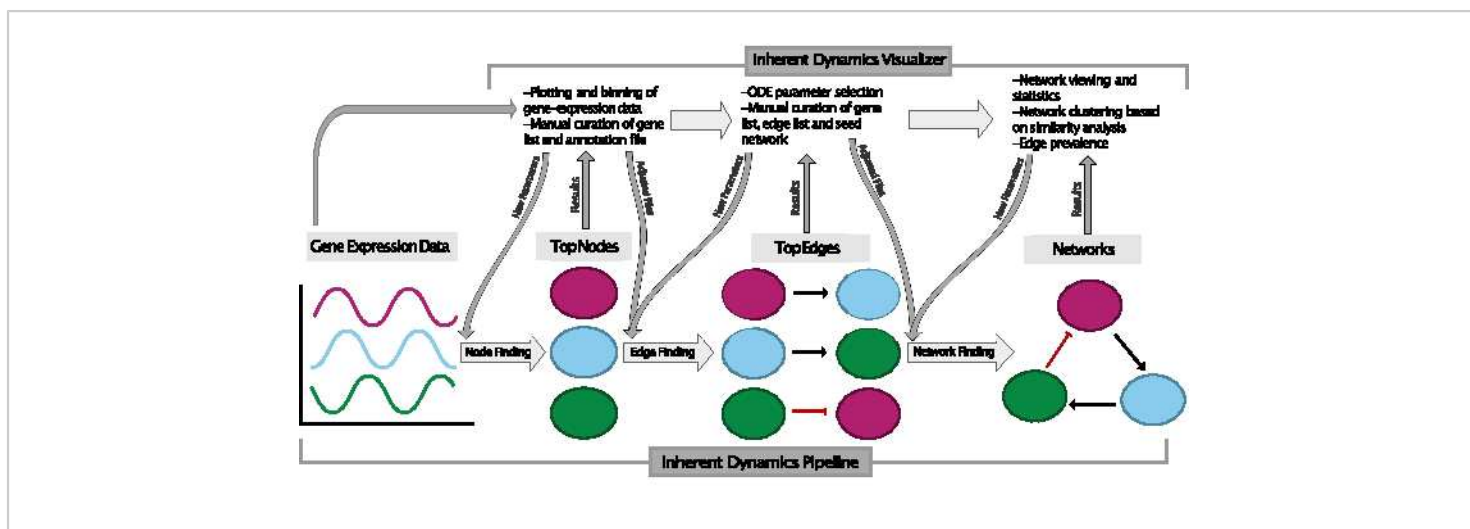 Inherent Dynamics Visualizer
–Plotting and binning of
gene–expression data
–Manual curation of gene
list and annotation file
–ODE parameter selection
–Manual curation of gene
list, edge list and seed
network
–Network viewing and
statistics
–Network clustering based
on similarity analysis
–Edge prevalence
New Parameters
Results
New Parameters
Results
New Parameters
Results
Gene Expression Data
Top Nodes
Top Edges
Networks
Node Finding
Edge Finding
Network Finding
Inherent Dynamics Pipeline